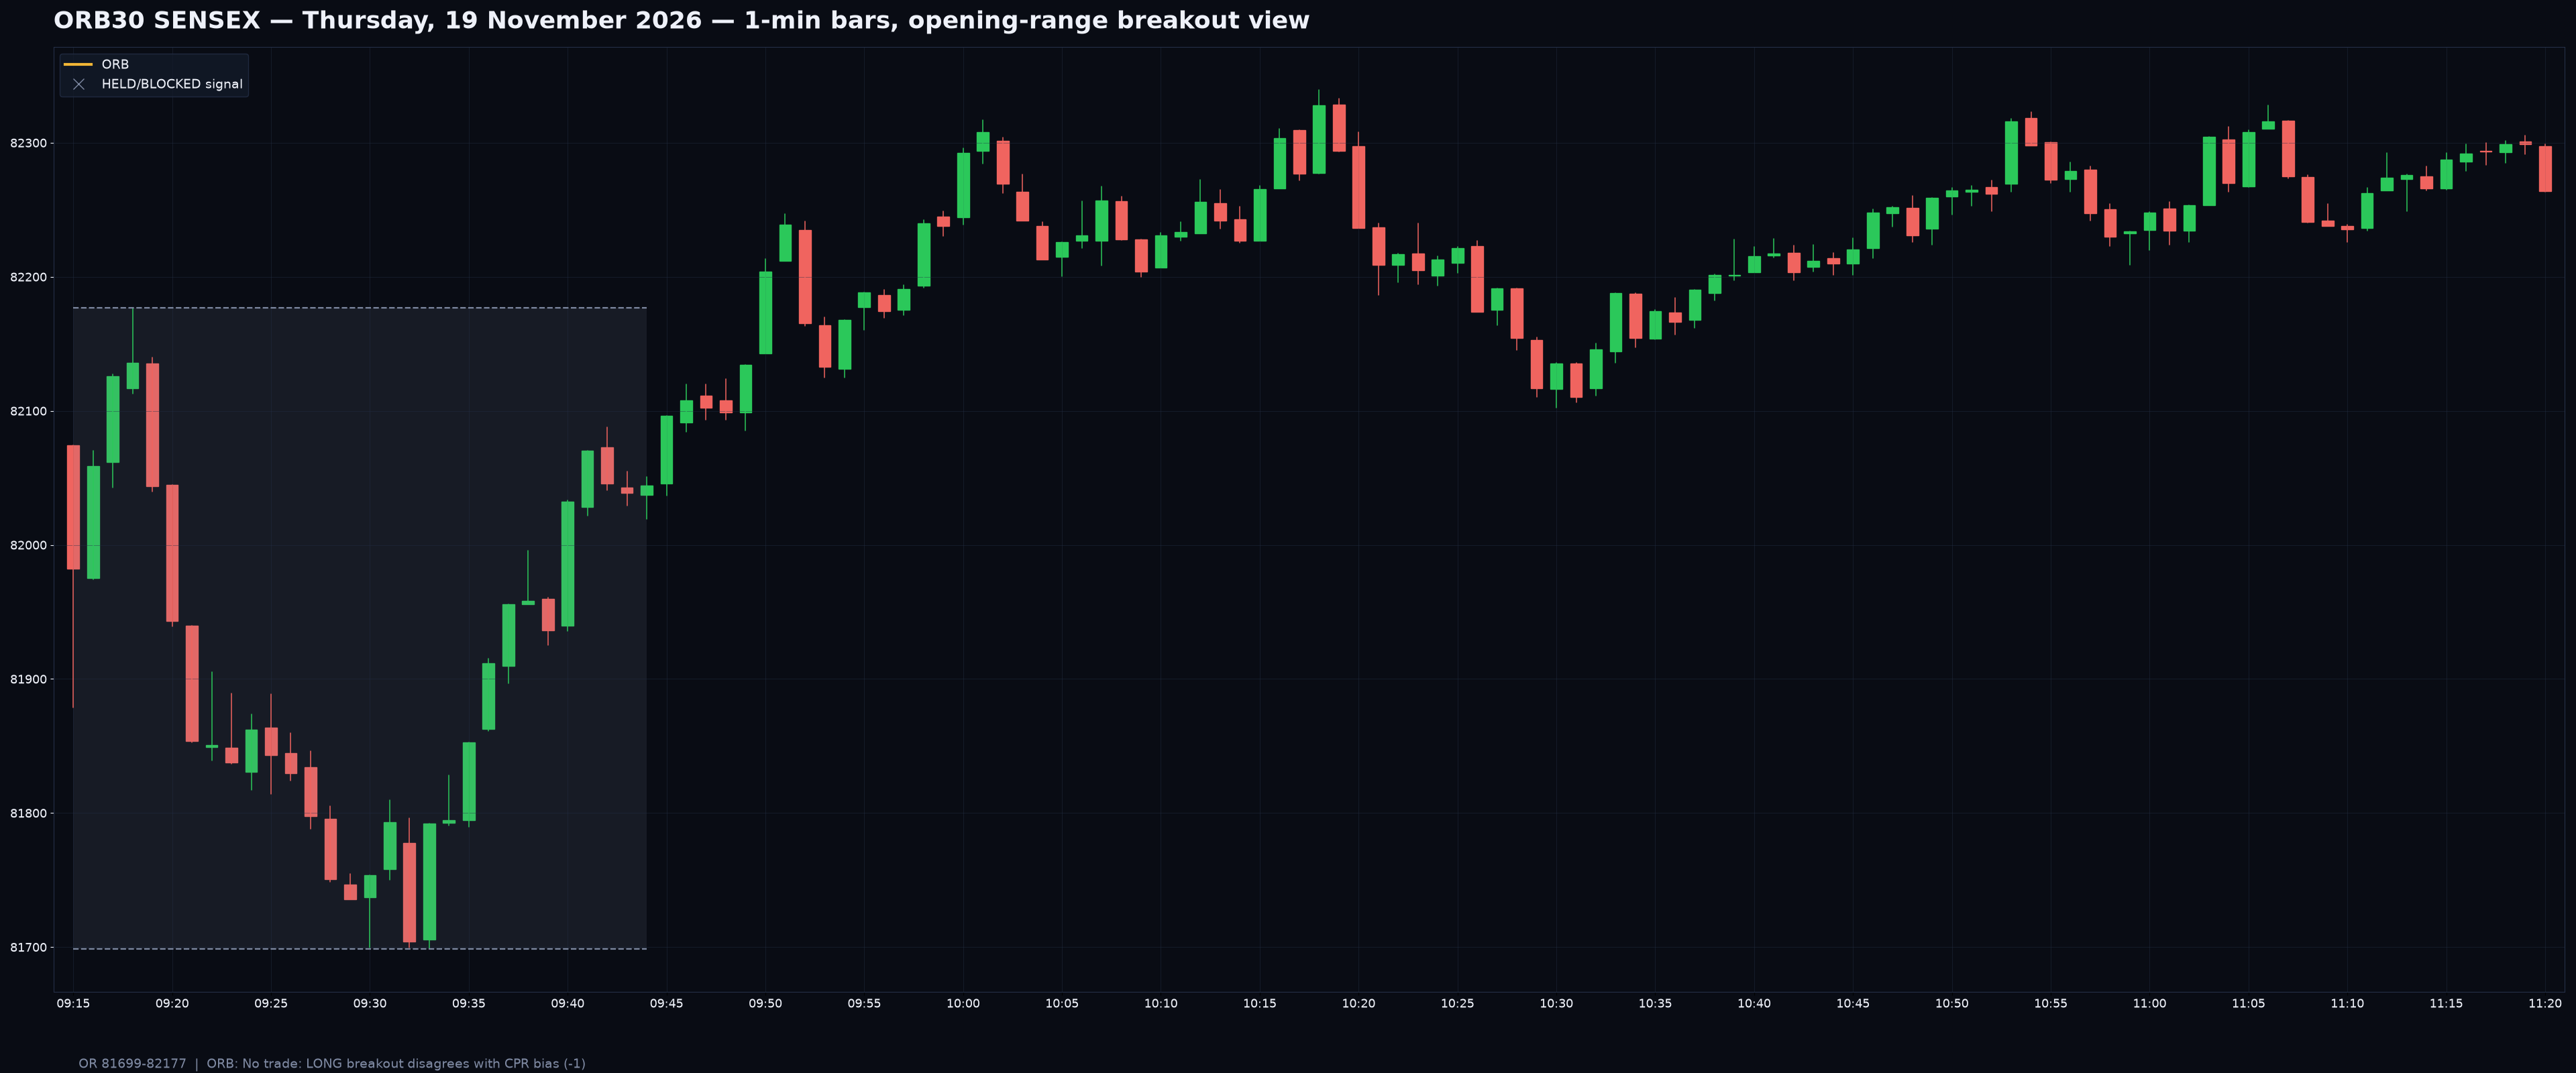 ORB30 SENSEX — Thursday, 19 November 2026 — 1-min bars, opening-range breakout view
ORB
HELD/BLOCKED signal
82300
82200
82100
82000
81900
81800
81700
09:15 09:20 09:25 09:30 09:35 09:40 09:45 09:50 09:55 10:00 10:05 10:10 10:15 10:20 10:25 10:30 10:35 10:40 10:45 10:50 10:55 11:00 11:05 11:10 11:15 11:20
OR 81699-82177 | ORB: No trade: LONG breakout disagrees with CPR bias (-1)